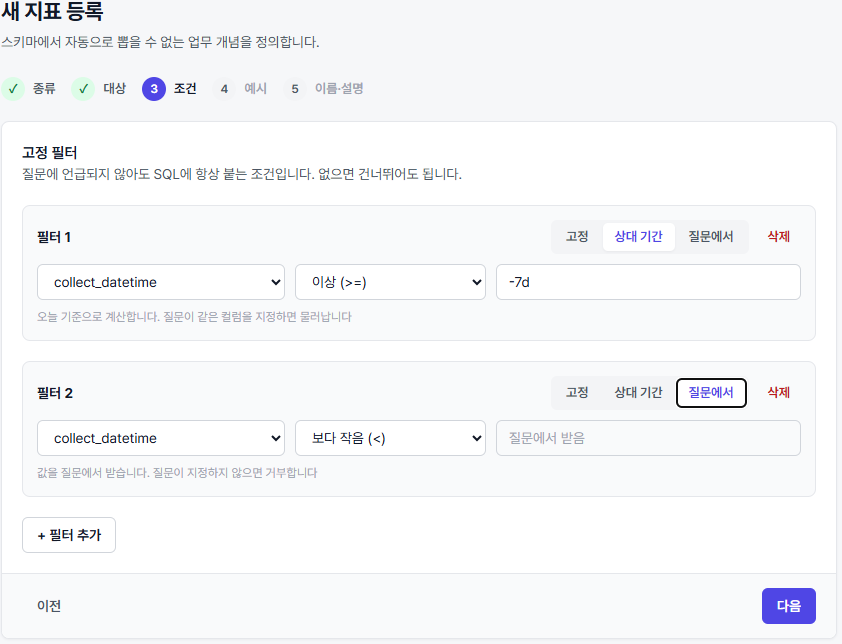 새 지표 등록
스키마에서 자동으로 뽑을 수 없는 업무 개념을 정의합니다.
✓ 종류 ✓ 대상 3 조건 4 예시 5 이름·설명
고정 필터
질문에 언급되지 않아도 SQL에 항상 붙는 조건입니다. 없으면 건너뛰어도 됩니다.
필터 1 고정 상대 기간 질문에서 삭제
collect_datetime 이상 (>=) -7d
오늘 기준으로 계산합니다. 질문이 같은 컬럼을 지정하면 물러납니다
필터 2 고정 상대 기간 질문에서 삭제
collect_datetime 보다 작음 (<) 질문에서 받음
값을 질문에서 받습니다. 질문이 지정하지 않으면 거부합니다
+ 필터 추가
이전 다음